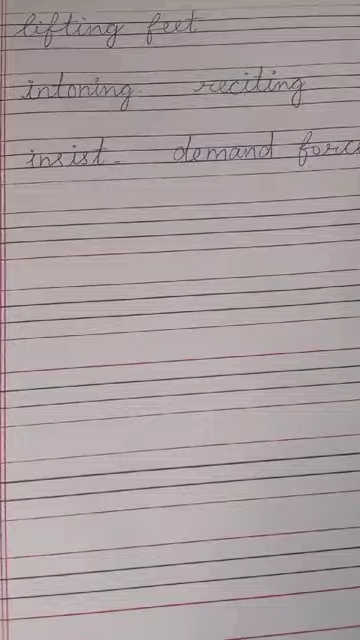 lifting feet
intoning reciting
insist - demand